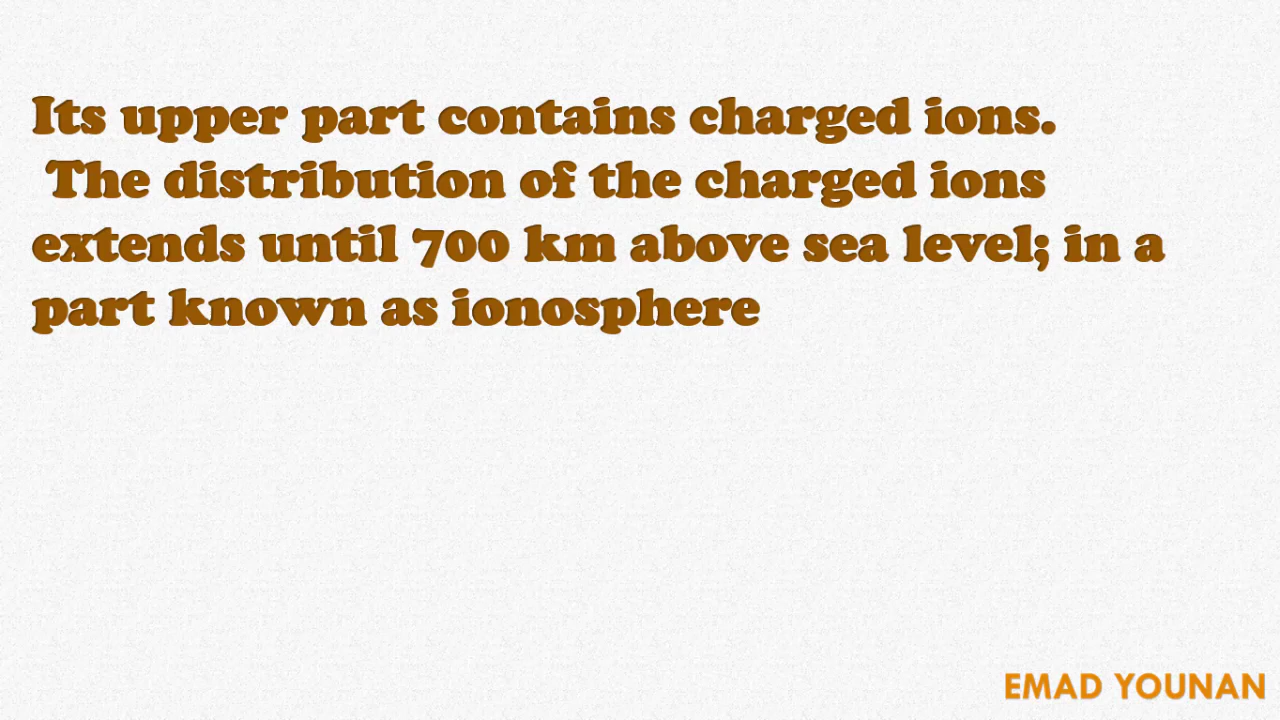 Its upper part contains charged ions.
The distribution of the charged ions
extends until 700 km above sea level; in a
part known as ionosphere
EMAD YOUNAN